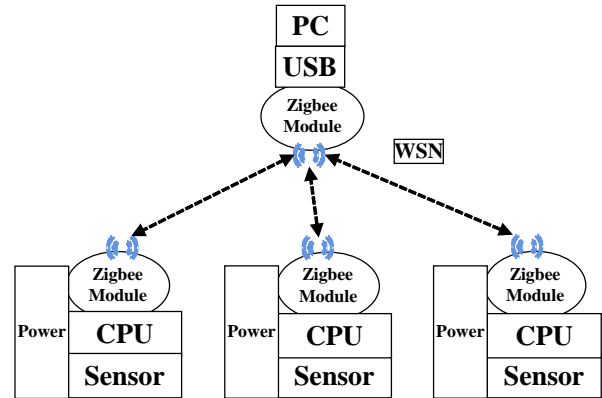 PC
USB
Zigbee
Module
WSN
Zigbee
Module
Power
CPU
Sensor
Zigbee
Module
Power
CPU
Sensor
Zigbee
Module
Power
CPU
Sensor